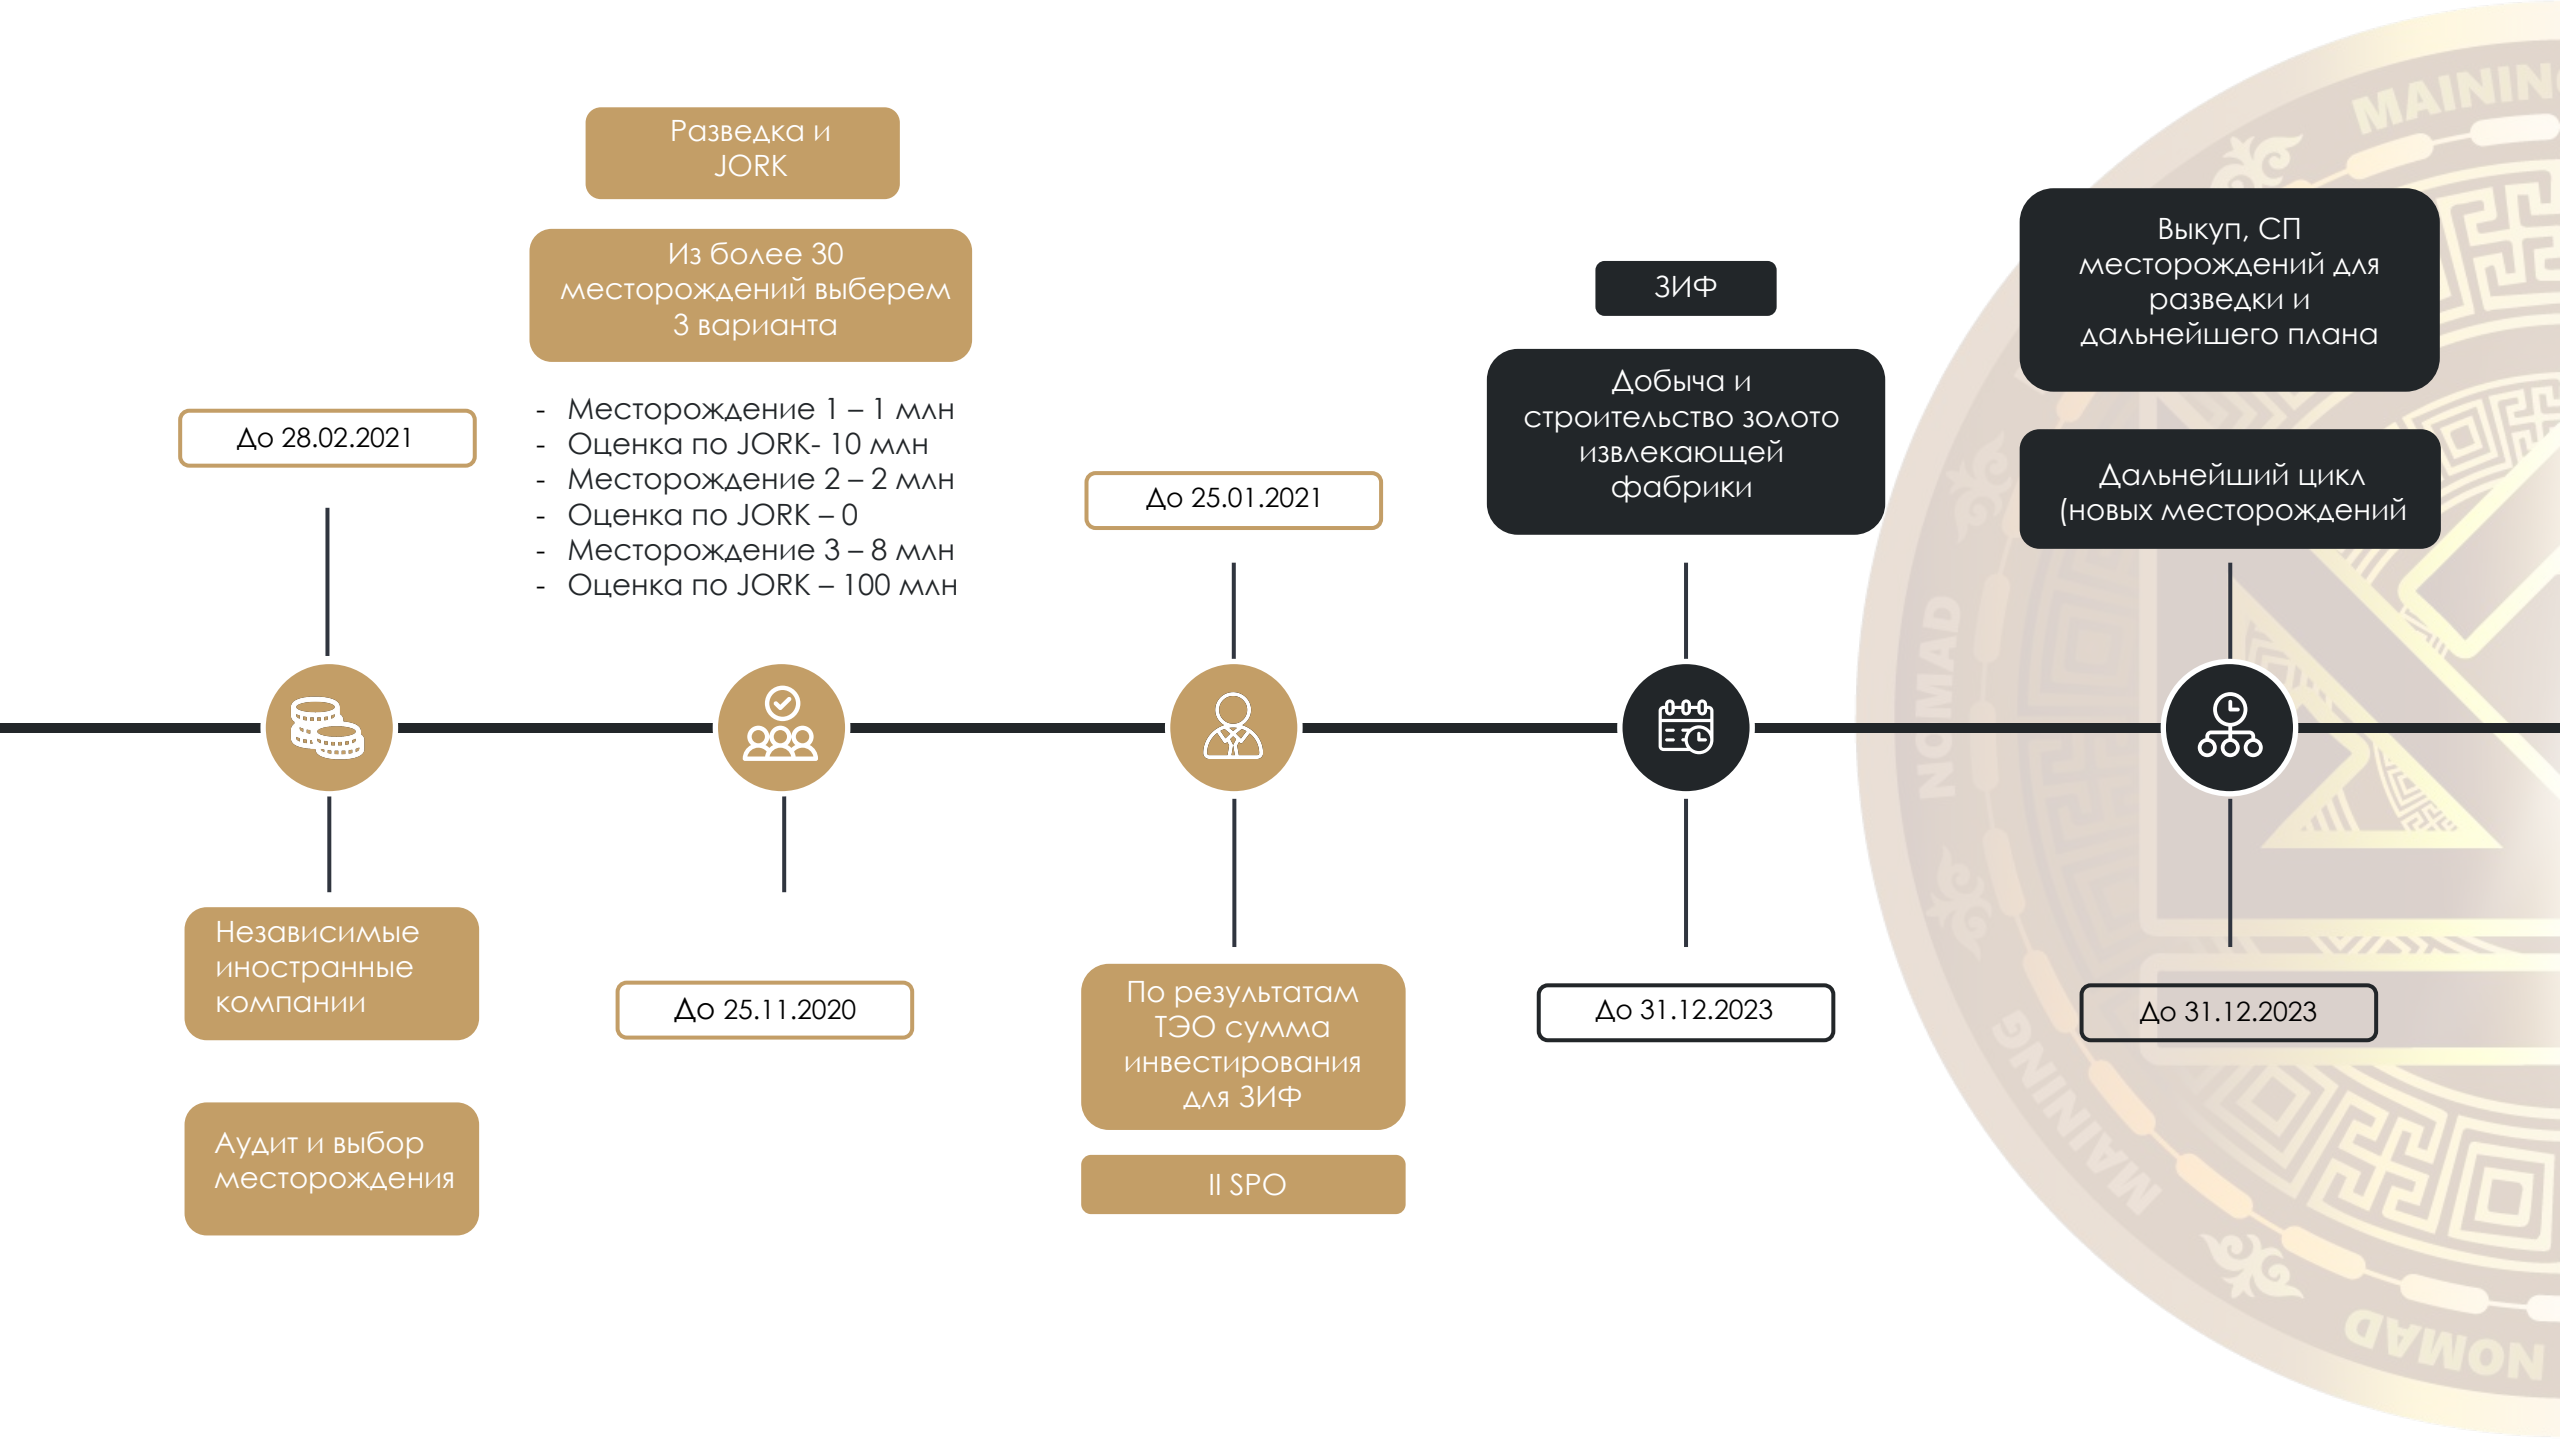 До 28.02.2021
Независимые
иностранные
компании
Аудит и выбор
месторождения
Разведка и
JORK
Из более 30
месторождений выберем
3 варианта
- Месторождение 1 – 1 млн
- Оценка по JORK- 10 млн
- Месторождение 2 – 2 млн
- Оценка по JORK – 0
- Месторождение 3 – 8 млн
- Оценка по JORK – 100 млн
До 25.11.2020
До 25.01.2021
По результатам
ТЭО сумма
инвестирования
для ЗИФ
II SPO
ЗИФ
Добыча и
строительство золото
извлекающей
фабрики
До 31.12.2023
Выкуп, СП
месторождений для
разведки и
дальнейшего плана
Дальнейший цикл
(новых месторождений
До 31.12.2023
MAINING
NOMAD
MAINING
NOMAD